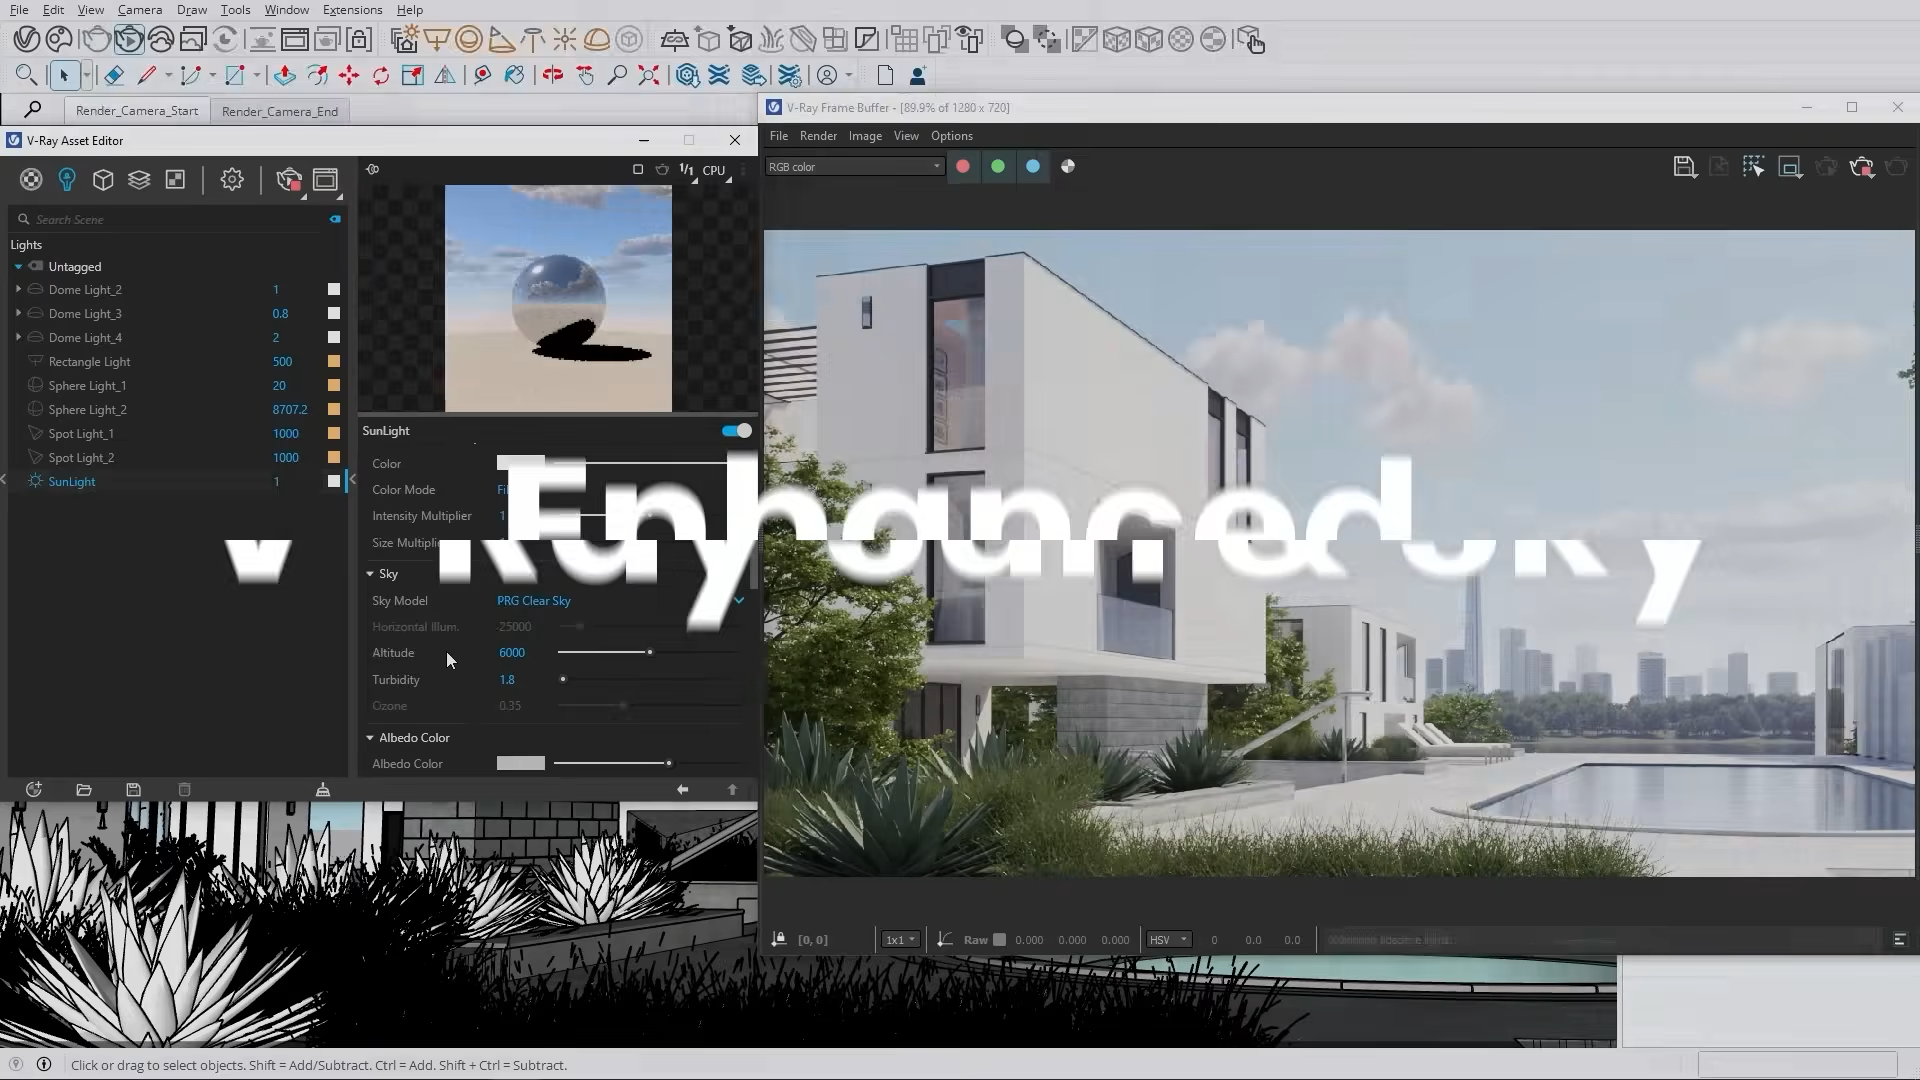 File Edit View Camera Draw Tools Window Extensions Help
Render_Camera_Start Render_Camera_End
V-Ray Frame Buffer - [89.9% of 1280 x 720]
V-Ray Asset Editor
File Render Image View Options
RGB color
1/1 CPU
Search Scene
Lights
Untagged
Dome Light_2 1
Dome Light_3 0.8
Dome Light_4 2
Rectangle Light 500
Sphere Light_1 20
Sphere Light_2 8707.2
Spot Light_1 1000
Spot Light_2 1000
SunLight 1
SunLight
Color
Color Mode
Intensity Multiplier 1
Size
Sky
Sky Model PRG Clear Sky
Horizontal Illum. 25000
Altitude 6000
Turbidity 1.8
Ozone 0.35
Albedo Color
Albedo Color
Enhanced
Sky
[0, 0] 1x1 Raw 0.000 0.000 0.000 HSV 0 0.0 0.0
Click or drag to select objects. Shift = Add/Subtract. Ctrl = Add. Shift + Ctrl = Subtract.